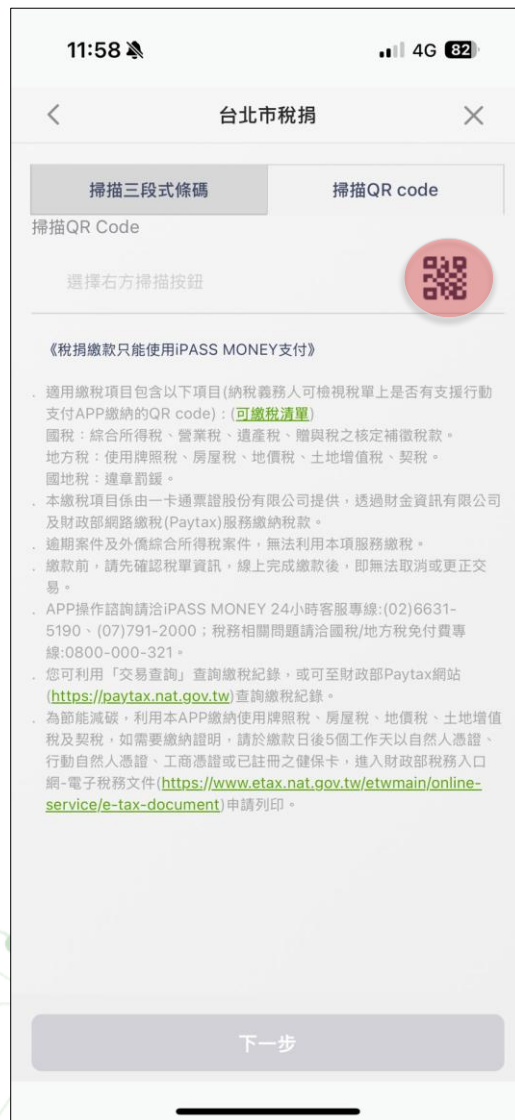 11:58
4G 82
台北市稅捐
掃描三段式條碼
掃描QR code
掃描QR Code
選擇右方掃描按鈕
《稅捐繳款只能使用iPASS MONEY支付》
. 適用繳稅項目包含以下項目(納稅義務人可檢視稅單上是否有支援行動
支付APP繳納的QR code)：(可繳稅清單)
國稅：綜合所得稅、營業稅、遺產稅、贈與稅之核定補徵稅款。
地方稅：使用牌照稅、房屋稅、地價稅、土地增值稅、契稅。
國地稅：違章罰鍰。
. 本繳稅項目係由一卡通票證股份有限公司提供，透過財金資訊有限公司
及財政部網路繳稅(Paytax)服務繳納稅款。
. 逾期案件及外僑綜合所得稅案件，無法利用本項服務繳稅。
. 繳款前，請先確認稅單資訊，線上完成繳款後，即無法取消或更正交
易。
. APP操作諮詢請洽iPASS MONEY 24小時客服專線:(02)6631-
5190、(07)791-2000；稅務相關問題請洽國稅/地方稅免付費專
線:0800-000-321。
. 您可利用「交易查詢」查詢繳稅紀錄，或可至財政部Paytax網站
(https://paytax.nat.gov.tw)查詢繳稅紀錄。
. 為節能減碳，利用本APP繳納使用牌照稅、房屋稅、地價稅、土地增值
稅及契稅，如需要繳納證明，請於繳款日後5個工作天以自然人憑證、
行動自然人憑證、工商憑證或已註冊之健保卡，進入財政部稅務入口
網-電子稅務文件(https://www.etax.nat.gov.tw/etwmain/online-
service/e-tax-document)申請列印。
下一步